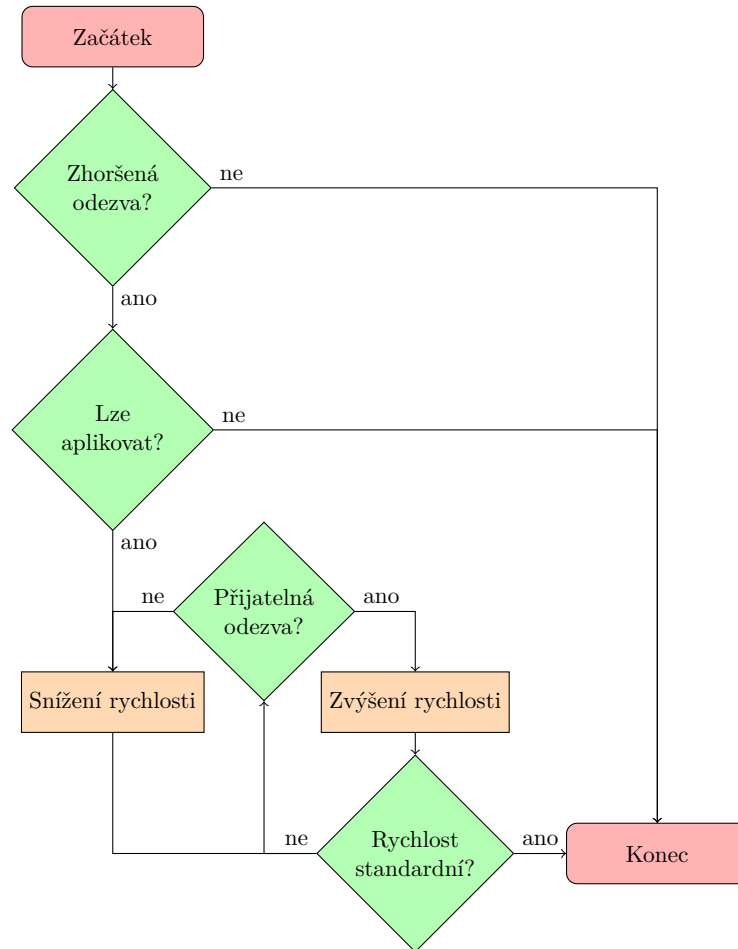 Začátek
Zhoršená
odezva?
ne
ano
Lze
aplikovat?
ne
ano
Přijatelná
odezva?
ne
ano
Snížení rychlosti
Zvýšení rychlosti
Rychlost
standardní?
ne
ano
Konec